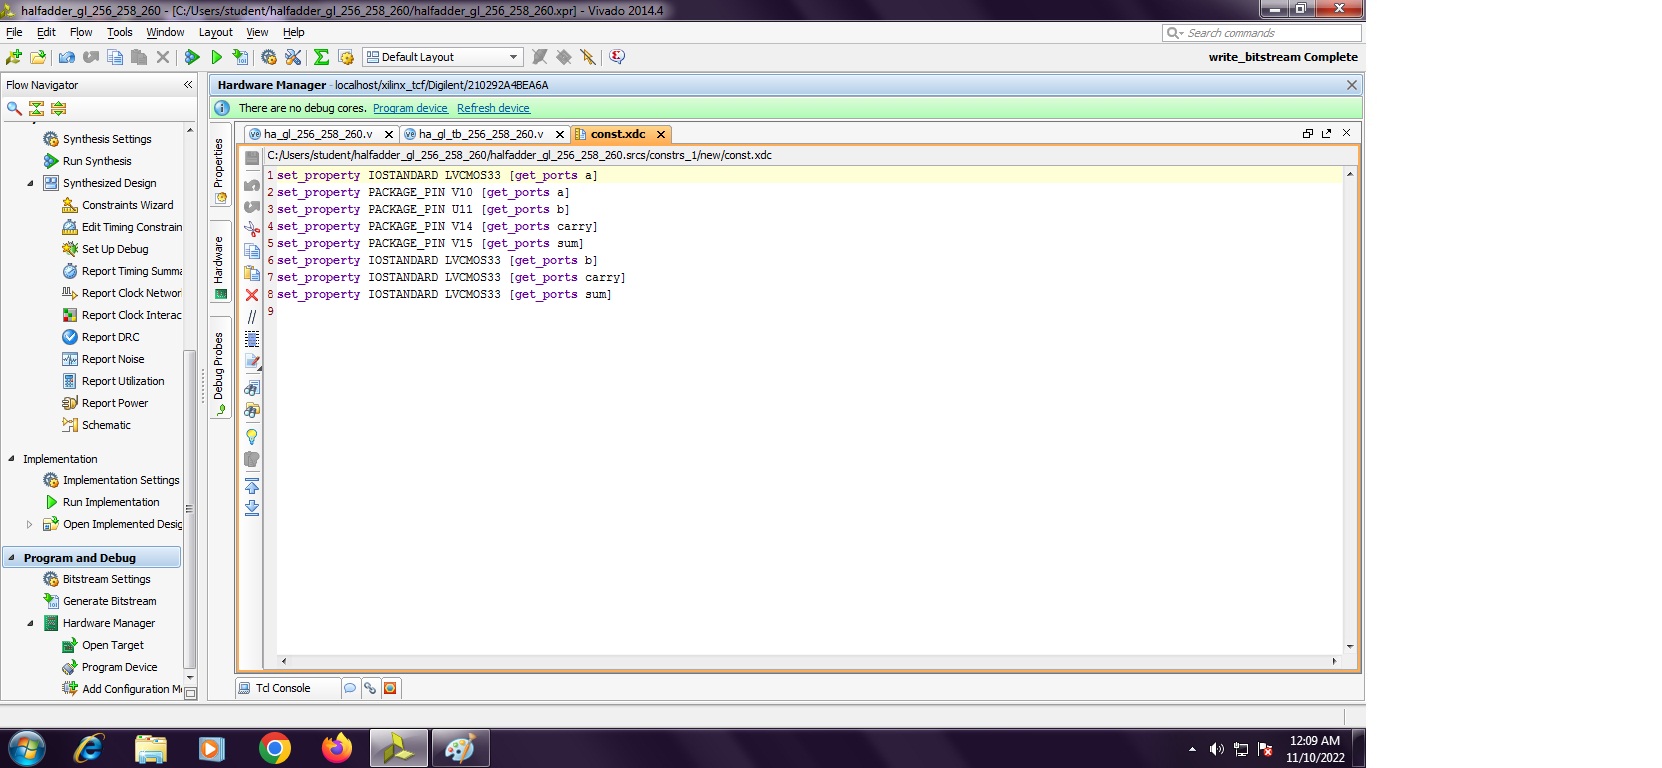 halfadder_gl_256_258_260 - [C:/Users/student/halfadder_gl_256_258_260/halfadder_gl_256_258_260.xpr] - Vivado 2014.4
File Edit Flow Tools Window Layout View Help
Search commands
Default Layout
write_bitstream Complete
Flow Navigator
Synthesis Settings
Run Synthesis
Synthesized Design
Constraints Wizard
Edit Timing Constrain
Set Up Debug
Report Timing Summa
Report Clock Networ
Report Clock Interac
Report DRC
Report Noise
Report Utilization
Report Power
Schematic
Implementation
Implementation Settings
Run Implementation
Open Implemented Desig
Program and Debug
Bitstream Settings
Generate Bitstream
Hardware Manager
Open Target
Program Device
Add Configuration M
Hardware Manager - localhost/xilinx_tcf/Digilent/210292A4BEA6A
There are no debug cores. Program device Refresh device
Properties
Hardware
Debug Probes
ha_gl_256_258_260.v
ha_gl_tb_256_258_260.v
const.xdc
C:/Users/student/halfadder_gl_256_258_260/halfadder_gl_256_258_260.srcs/constrs_1/new/const.xdc
1 set_property IOSTANDARD LVCMOS33 [get_ports a]
2 set_property PACKAGE_PIN V10 [get_ports a]
3 set_property PACKAGE_PIN U11 [get_ports b]
4 set_property PACKAGE_PIN V14 [get_ports carry]
5 set_property PACKAGE_PIN V15 [get_ports sum]
6 set_property IOSTANDARD LVCMOS33 [get_ports b]
7 set_property IOSTANDARD LVCMOS33 [get_ports carry]
8 set_property IOSTANDARD LVCMOS33 [get_ports sum]
9
Tcl Console
12:09 AM
11/10/2022